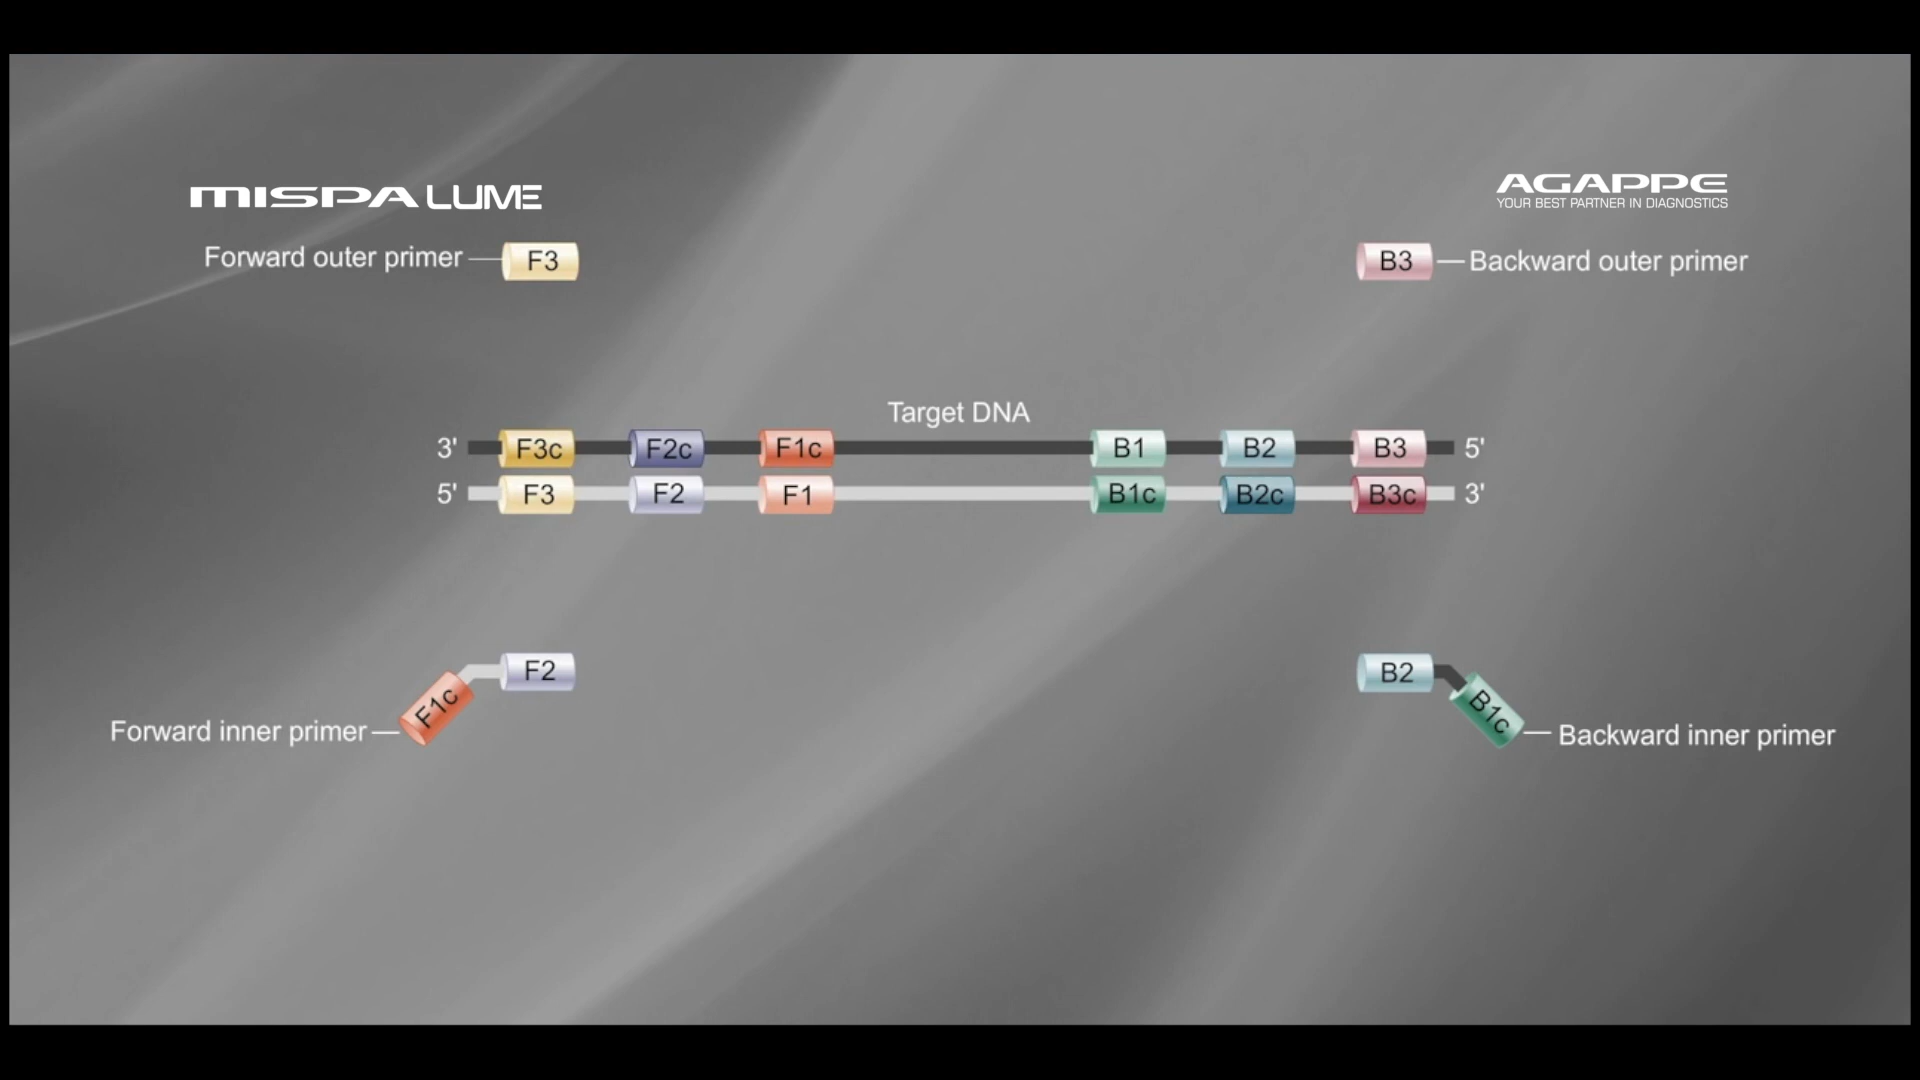 MISPA LUME
AGAPPE
YOUR BEST PARTNER IN DIAGNOSTICS
Forward outer primer F3
B3 Backward outer primer
Target DNA
3' F3c F2c F1c B1 B2 B3 5'
5' F3 F2 F1 B1c B2c B3c 3'
F2
B2
F1c
B1c
Forward inner primer
Backward inner primer